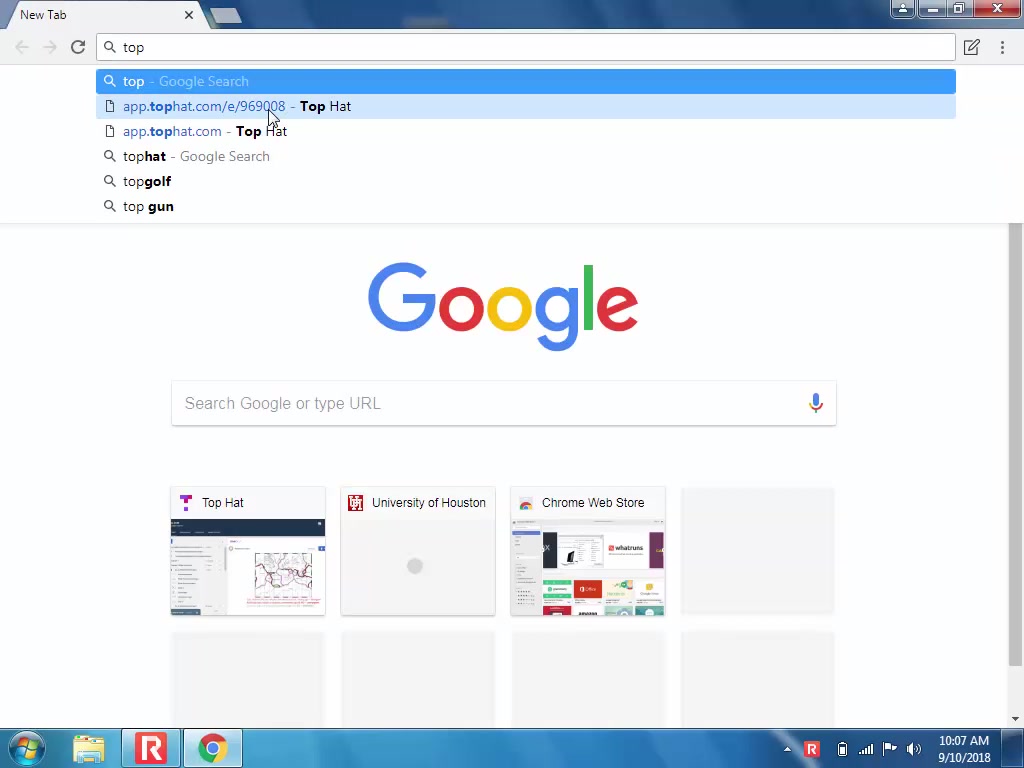 New Tab
top
top - Google Search
app.tophat.com/e/969008 - Top Hat
app.tophat.com - Top Hat
tophat - Google Search
topgolf
top gun
Google
Search Google or type URL
Top Hat
University of Houston
Chrome Web Store
whatruns
10:07 AM
9/10/2018